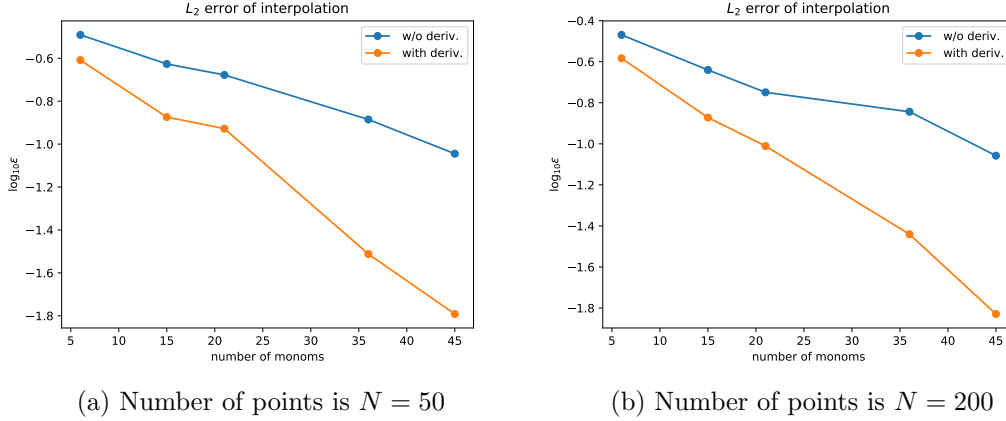 L2 error of interpolation
w/o deriv.
with deriv.
log10ε
−0.6
−0.8
−1.0
−1.2
−1.4
−1.6
−1.8
5 10 15 20 25 30 35 40 45
number of monoms
(a) Number of points is N = 50
L2 error of interpolation
w/o deriv.
with deriv.
log10ε
−0.4
−0.6
−0.8
−1.0
−1.2
−1.4
−1.6
−1.8
5 10 15 20 25 30 35 40 45
number of monoms
(b) Number of points is N = 200